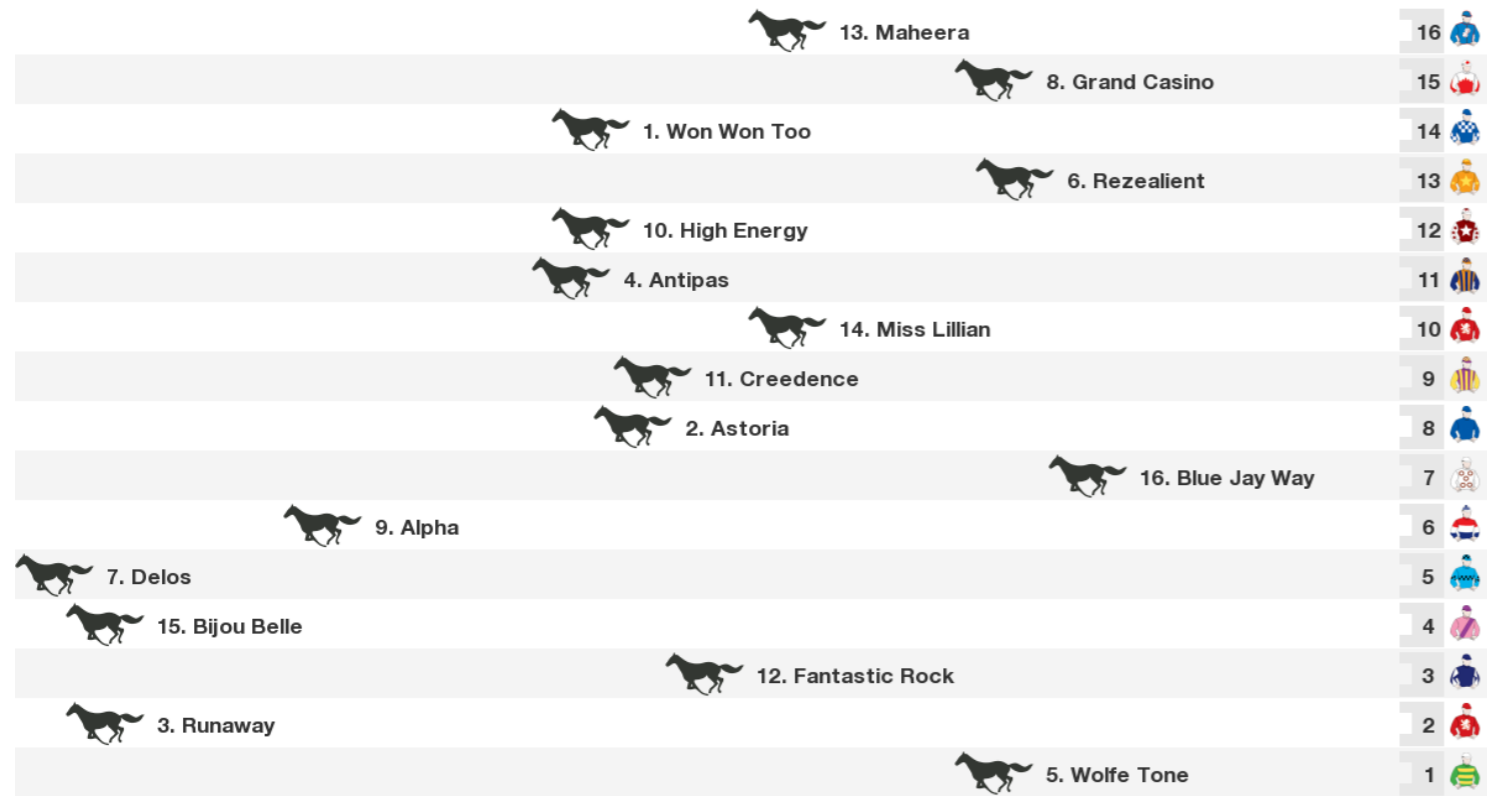 13. Maheera 16
8. Grand Casino 15
1. Won Won Too 14
6. Rezealient 13
10. High Energy 12
4. Antipas 11
14. Miss Lillian 10
11. Creedence 9
2. Astoria 8
16. Blue Jay Way 7
9. Alpha 6
7. Delos 5
15. Bijou Belle 4
12. Fantastic Rock 3
3. Runaway 2
5. Wolfe Tone 1